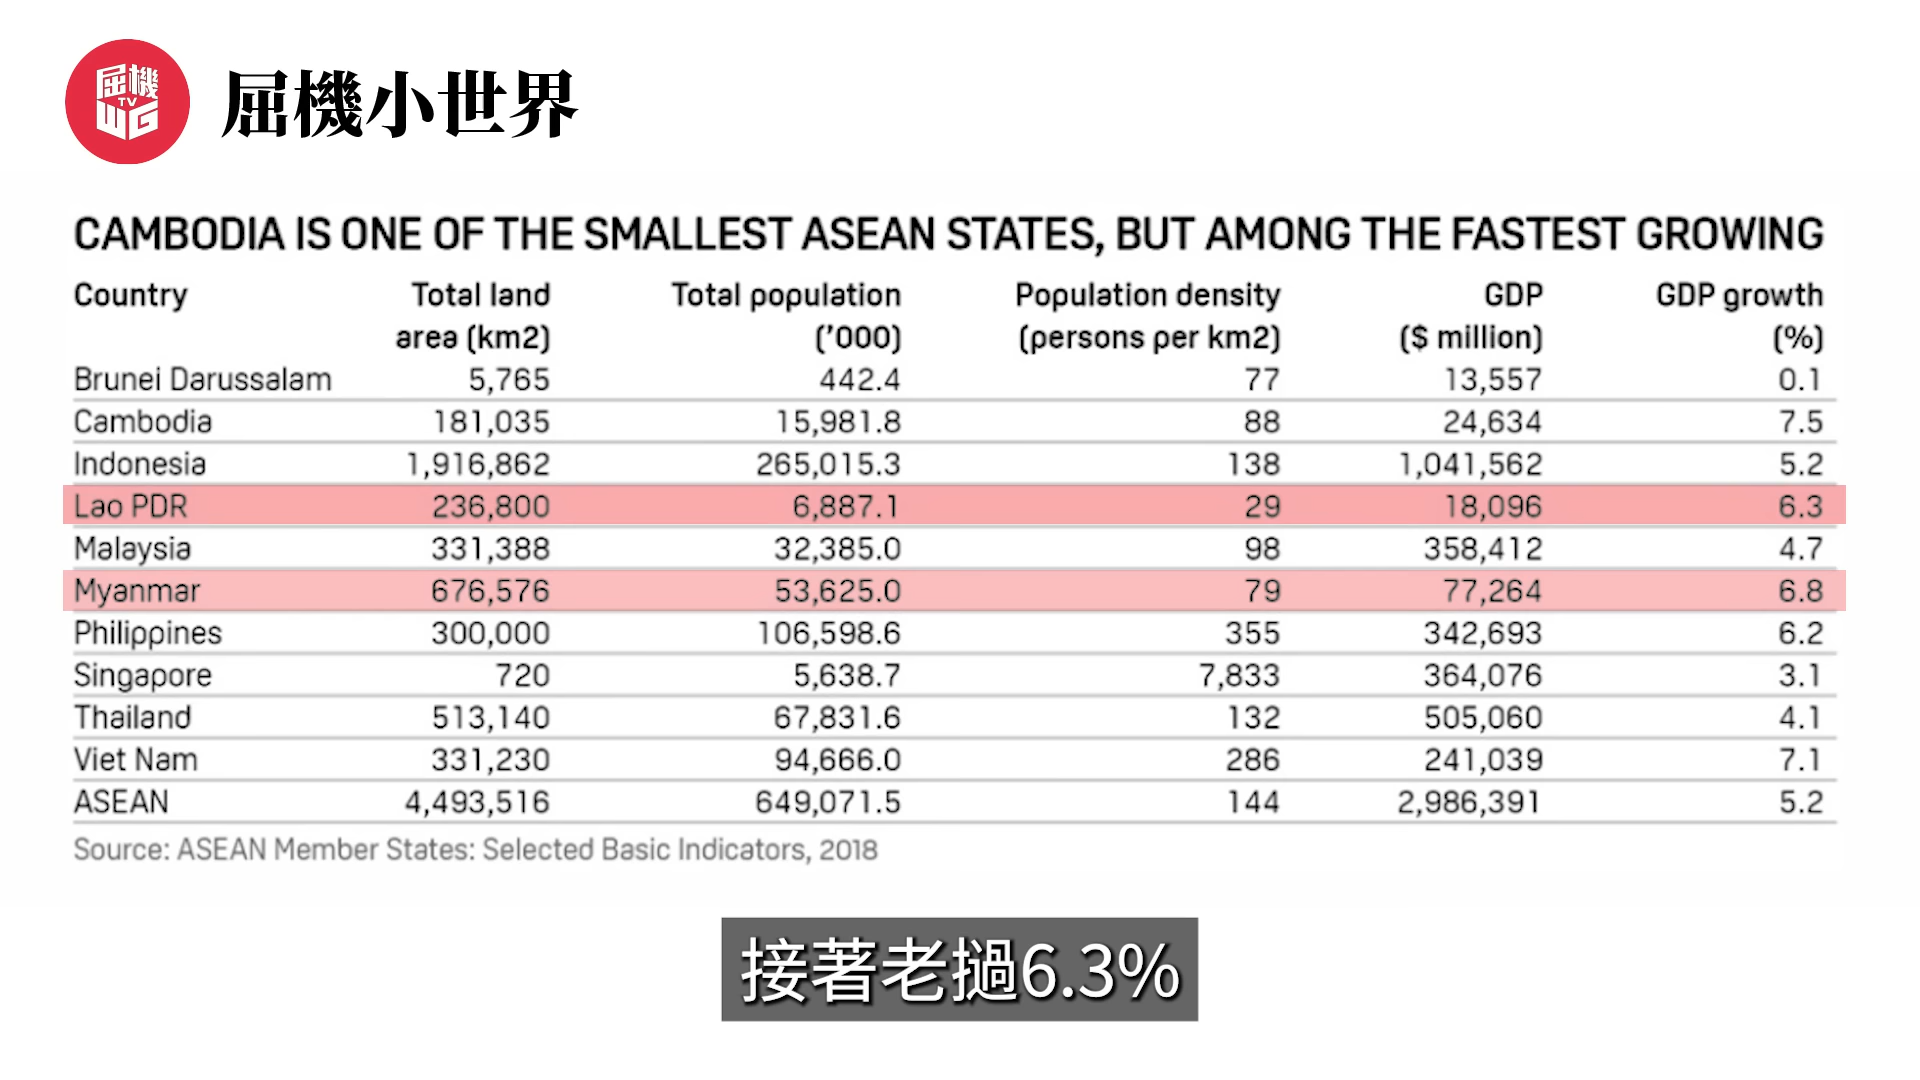 屈機
TV
WG
屈機小世界
CAMBODIA IS ONE OF THE SMALLEST ASEAN STATES, BUT AMONG THE FASTEST GROWING
Country Total land area (km2) Total population ('000) Population density (persons per km2) GDP ($ million) GDP growth (%)
Brunei Darussalam 5,765 442.4 77 13,557 0.1
Cambodia 181,035 15,981.8 88 24,634 7.5
Indonesia 1,916,862 265,015.3 138 1,041,562 5.2
Lao PDR 236,800 6,887.1 29 18,096 6.3
Malaysia 331,388 32,385.0 98 358,412 4.7
Myanmar 676,576 53,625.0 79 77,264 6.8
Philippines 300,000 106,598.6 355 342,693 6.2
Singapore 720 5,638.7 7,833 364,076 3.1
Thailand 513,140 67,831.6 132 505,060 4.1
Viet Nam 331,230 94,666.0 286 241,039 7.1
ASEAN 4,493,516 649,071.5 144 2,986,391 5.2
Source: ASEAN Member States: Selected Basic Indicators, 2018
接著老撾6.3%